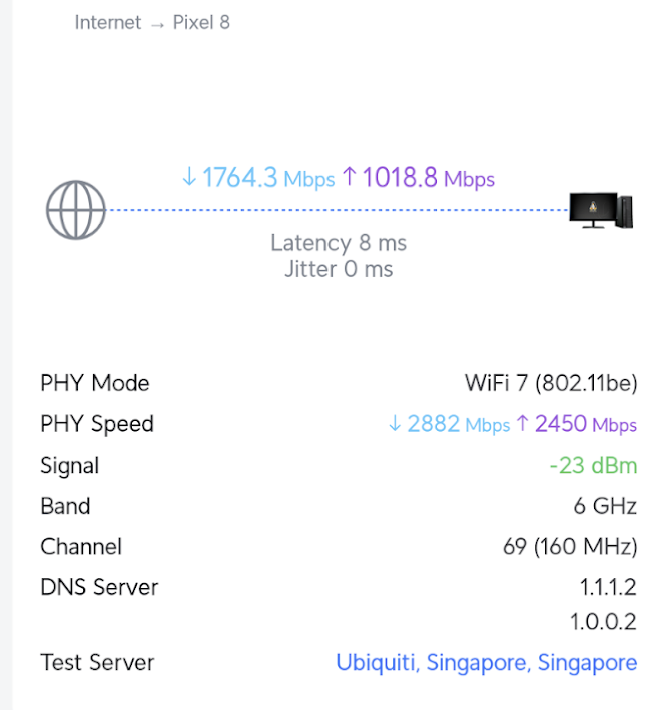 Internet → Pixel 8
↓ 1764.3 Mbps ↑ 1018.8 Mbps
Latency 8 ms
Jitter 0 ms
PHY Mode WiFi 7 (802.11be)
PHY Speed ↓ 2882 Mbps ↑ 2450 Mbps
Signal -23 dBm
Band 6 GHz
Channel 69 (160 MHz)
DNS Server 1.1.1.2
1.0.0.2
Test Server Ubiquiti, Singapore, Singapore